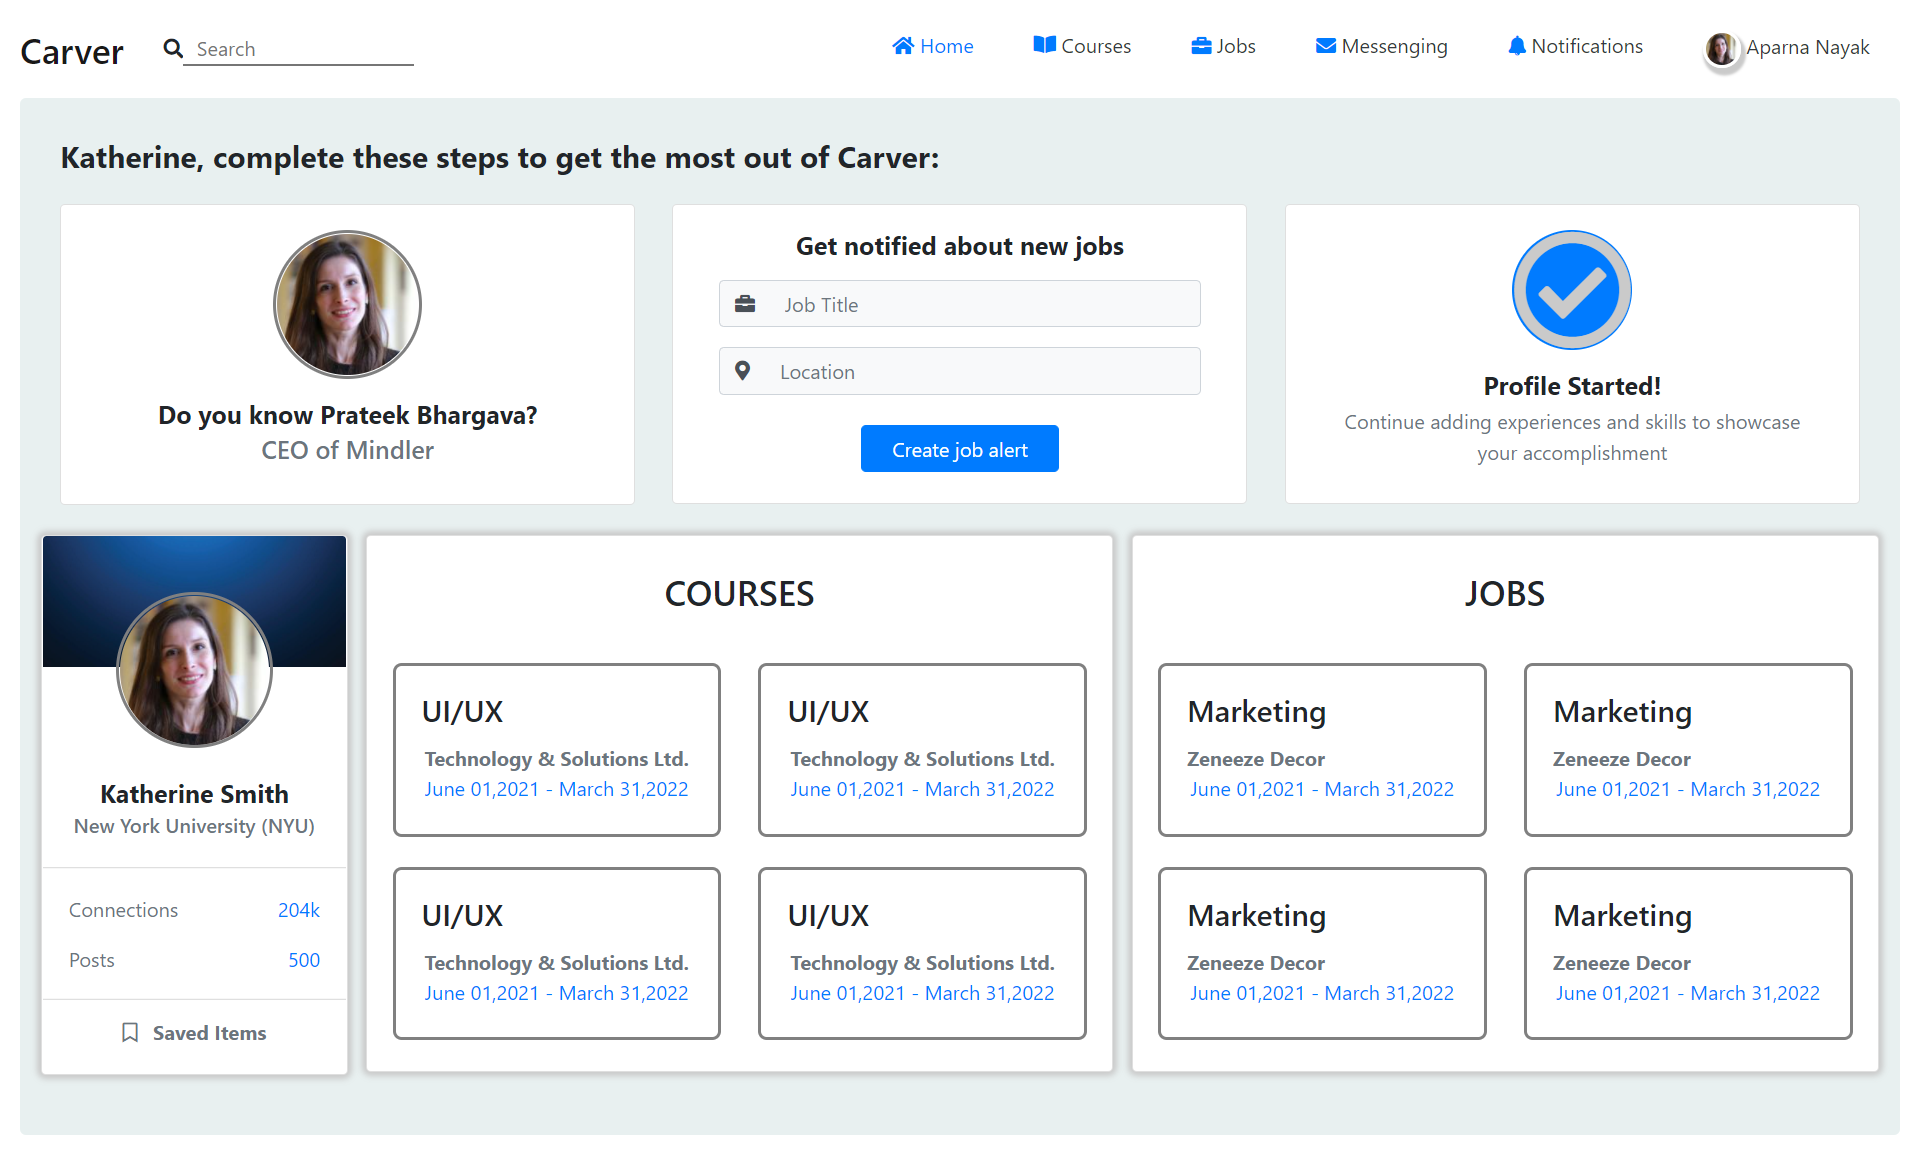 Carver
Search
Home
Courses
Jobs
Messenging
Notifications
Aparna Nayak
Katherine, complete these steps to get the most out of Carver:
Do you know Prateek Bhargava?
CEO of Mindler
Get notified about new jobs
Job Title
Location
Create job alert
Profile Started!
Continue adding experiences and skills to showcase
your accomplishment
Katherine Smith
New York University (NYU)
Connections 204k
Posts 500
Saved Items
COURSES
UI/UX
Technology & Solutions Ltd.
June 01,2021 - March 31,2022
UI/UX
Technology & Solutions Ltd.
June 01,2021 - March 31,2022
UI/UX
Technology & Solutions Ltd.
June 01,2021 - March 31,2022
UI/UX
Technology & Solutions Ltd.
June 01,2021 - March 31,2022
JOBS
Marketing
Zeneeze Decor
June 01,2021 - March 31,2022
Marketing
Zeneeze Decor
June 01,2021 - March 31,2022
Marketing
Zeneeze Decor
June 01,2021 - March 31,2022
Marketing
Zeneeze Decor
June 01,2021 - March 31,2022